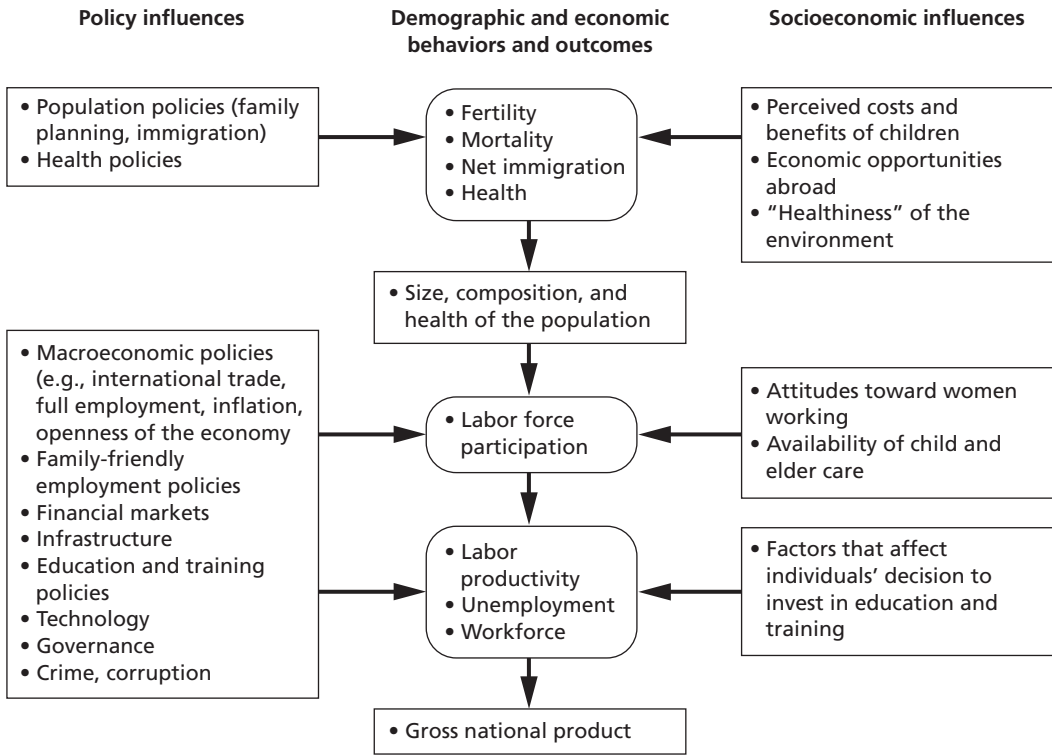 Policy influences
Demographic and economic
behaviors and outcomes
Socioeconomic influences
• Population policies (family
planning, immigration)
• Health policies
• Fertility
• Mortality
• Net immigration
• Health
• Perceived costs and
benefits of children
• Economic opportunities
abroad
• “Healthiness” of the
environment
• Size, composition, and
health of the population
• Macroeconomic policies
(e.g., international trade,
full employment, inflation,
openness of the economy
• Family-friendly
employment policies
• Financial markets
• Infrastructure
• Education and training
policies
• Technology
• Governance
• Crime, corruption
• Labor force
participation
• Attitudes toward women
working
• Availability of child and
elder care
• Labor
productivity
• Unemployment
• Workforce
• Factors that affect
individuals’ decision to
invest in education and
training
• Gross national product